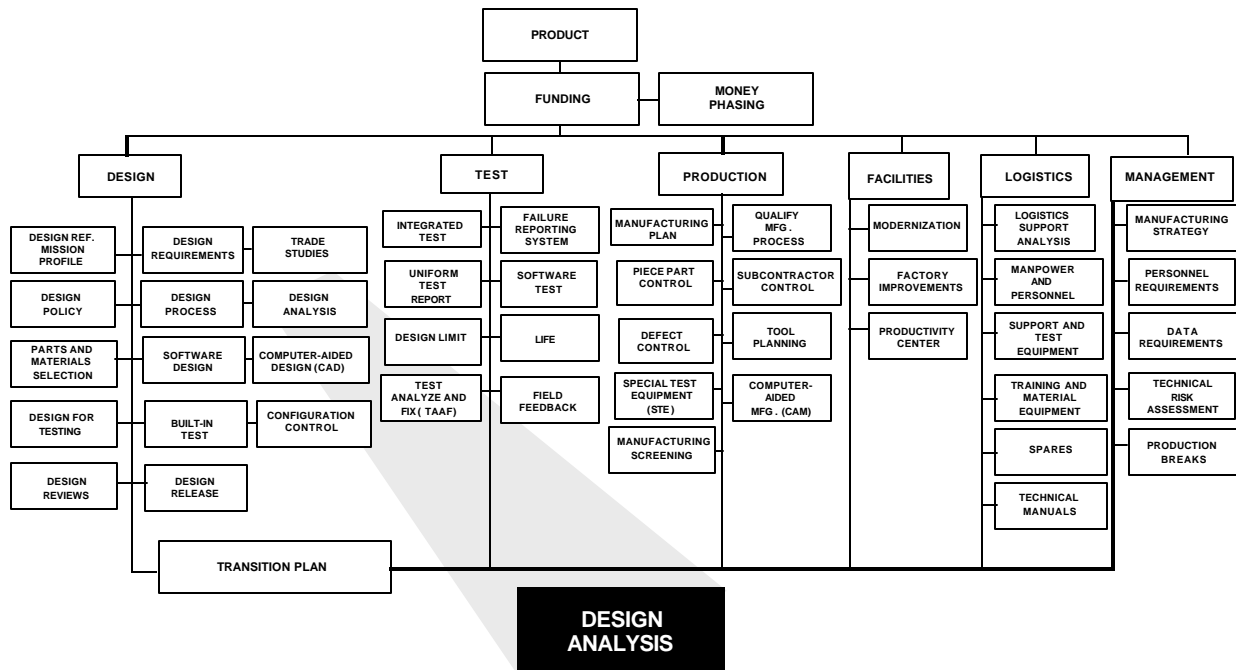 PRODUCT
FUNDING
MONEY
PHASING
DESIGN
TEST
PRODUCTION
FACILITIES
LOGISTICS
MANAGEMENT
DESIGN REF.
MISSION
PROFILE
DESIGN
REQUIREMENTS
TRADE
STUDIES
DESIGN
POLICY
DESIGN
PROCESS
DESIGN
ANALYSIS
PARTS AND
MATERIALS
SELECTION
SOFTWARE
DESIGN
COMPUTER-AIDED
DESIGN (CAD)
DESIGN FOR
TESTING
BUILT-IN
TEST
CONFIGURATION
CONTROL
DESIGN
REVIEWS
DESIGN
RELEASE
INTEGRATED
TEST
FAILURE
REPORTING
SYSTEM
UNIFORM
TEST
REPORT
SOFTWARE
TEST
DESIGN LIMIT
LIFE
TEST
ANALYZE AND
FIX ( TAAF)
FIELD
FEEDBACK
MANUFACTURING
PLAN
QUALIFY
MFG . 
PROCESS
PIECE PART
CONTROL
SUBCONTRACTOR
CONTROL
DEFECT
CONTROL
TOOL
PLANNING
SPECIAL TEST
EQUIPMENT
(STE)
COMPUTER-
AIDED
MFG . (CAM)
MANUFACTURING
SCREENING
MODERNIZATION
FACTORY
IMPROVEMENTS
PRODUCTIVITY
CENTER
LOGISTICS
SUPPORT
ANALYSIS
MANPOWER
AND
PERSONNEL
SUPPORT AND
TEST
EQUIPMENT
TRAINING AND
MATERIAL
EQUIPMENT
SPARES
TECHNICAL
MANUALS
MANUFACTURING
STRATEGY
PERSONNEL
REQUIREMENTS
DATA
REQUIREMENTS
TECHNICAL
RISK
ASSESSMENT
PRODUCTION
BREAKS
TRANSITION PLAN
DESIGN
ANALYSIS